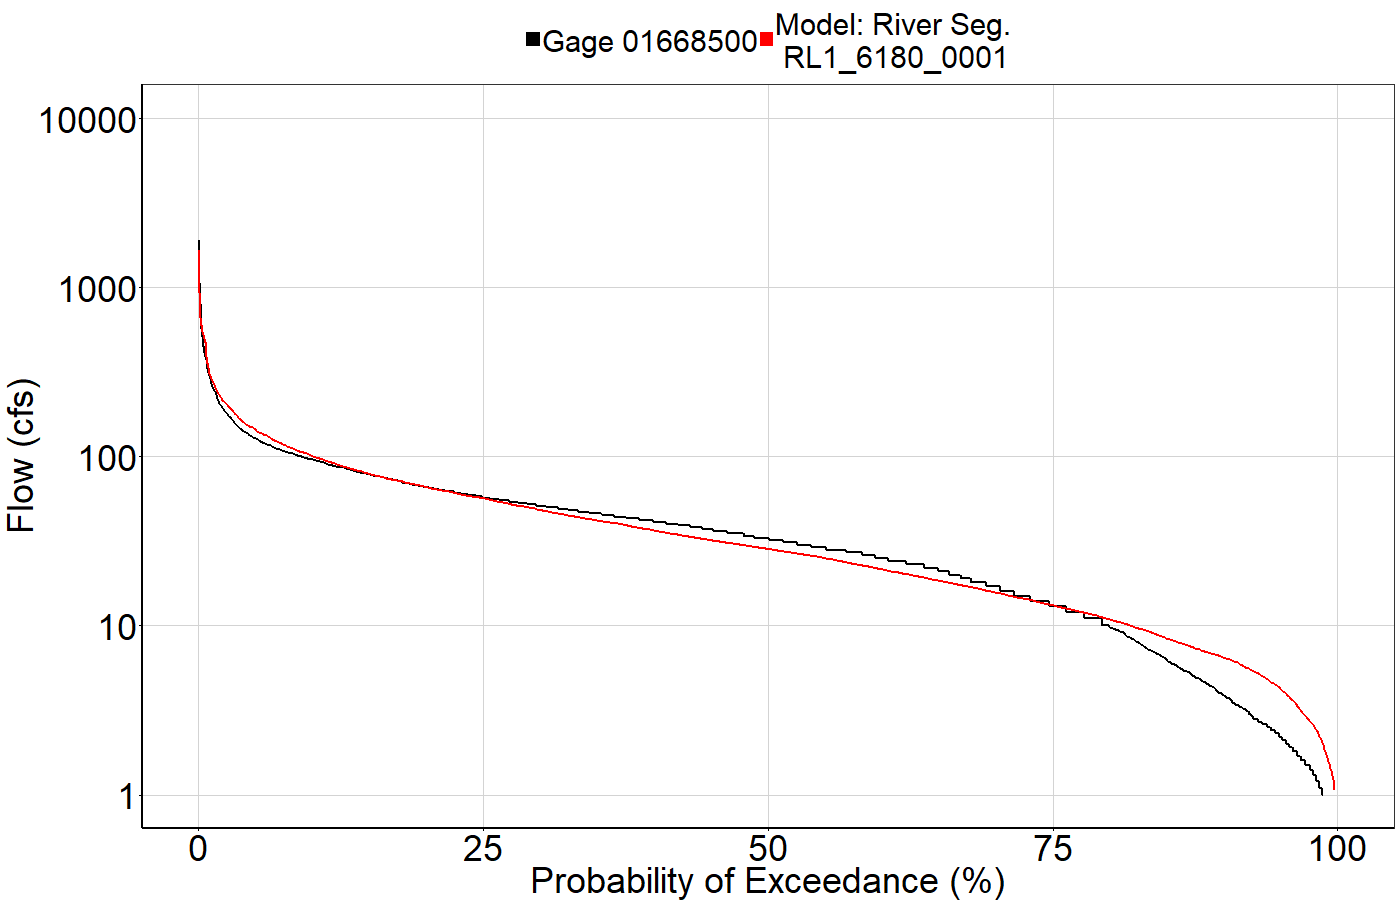 Gage 01668500
Model: River Seg.
RL1_6180_0001
Flow (cfs)
10000
1000
100
10
1
0
25
50
75
100
Probability of Exceedance (%)